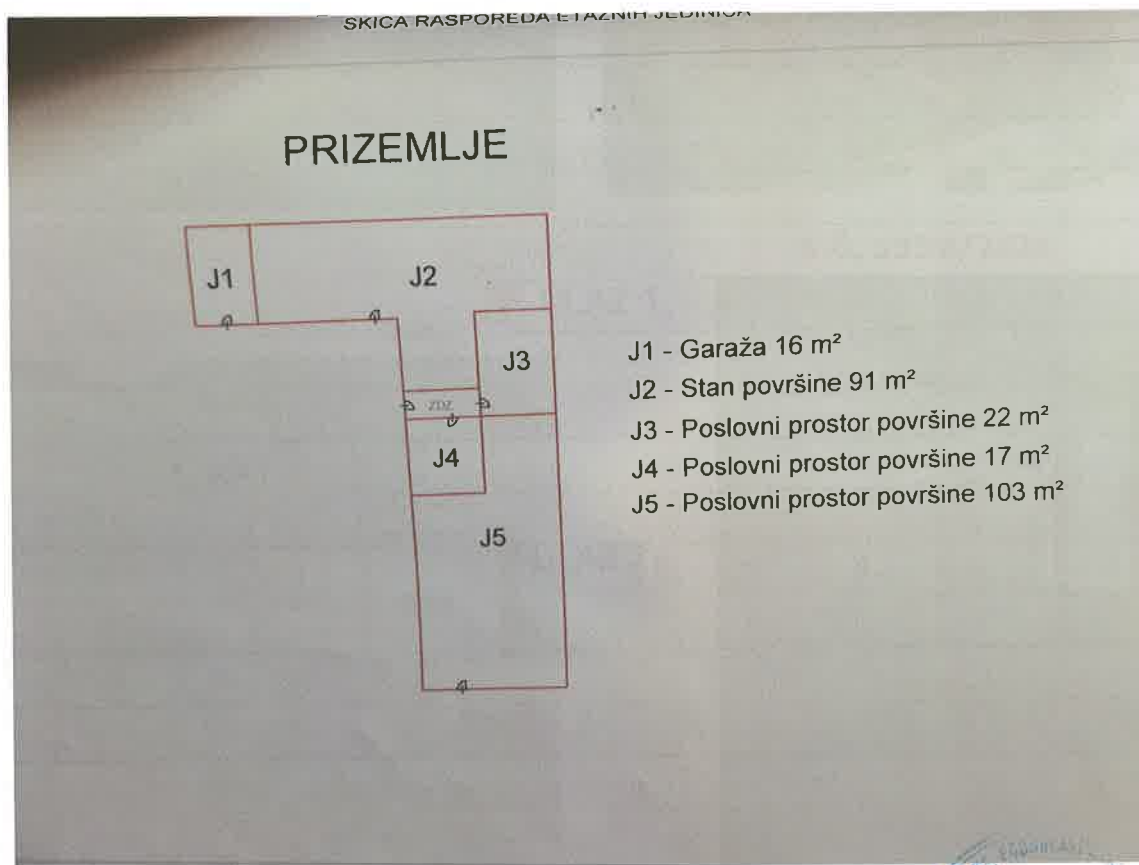 SKICA RASPOREDA ETAŽNIH JEDINICA
PRIZEMLJE
J1
J2
J3
ZDZ
J4
J5
J1 - Garaža 16 m²
J2 - Stan površine 91 m²
J3 - Poslovni prostor površine 22 m²
J4 - Poslovni prostor površine 17 m²
J5 - Poslovni prostor površine 103 m²